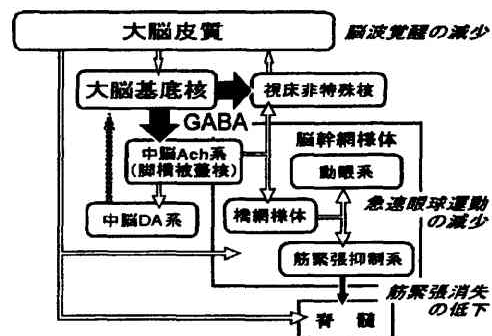 大脳皮質
脳波覚醒の減少
大脳基底核
視床非特殊核
GABA
脳幹網様体
中脳Ach系
(脚橋被蓋核)
動眼系
中脳DA系
橋網様体
急速眼球運動
の減少
筋緊張抑制系
筋緊張消失
の低下
脊髄